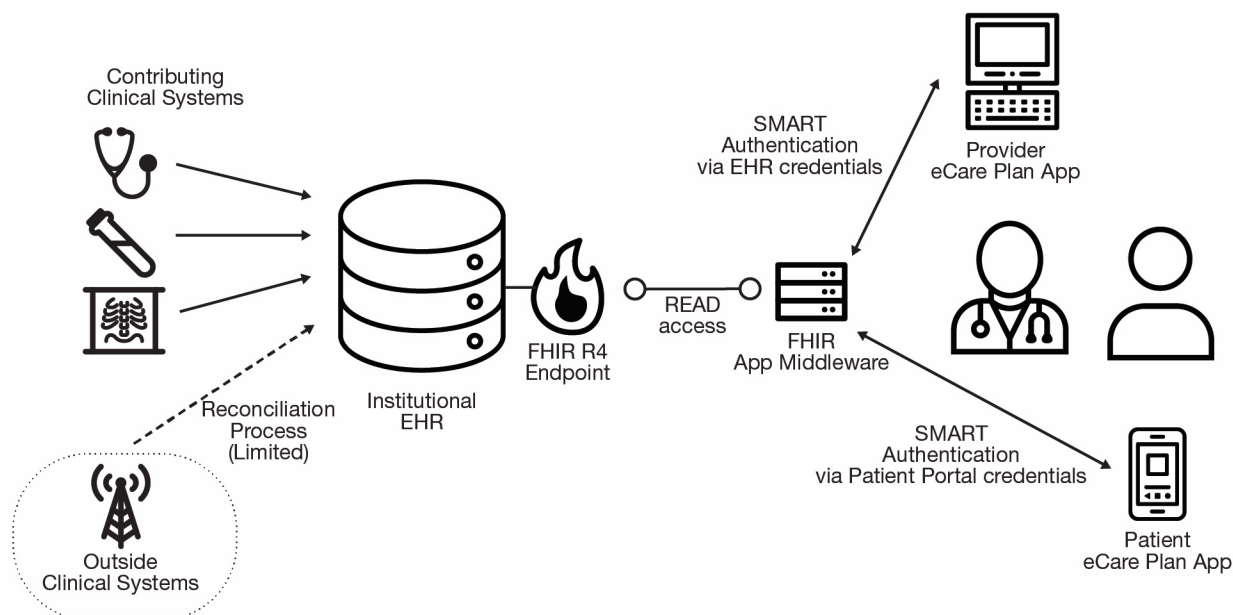 Contributing
Clinical Systems
SMART
Authentication
via EHR credentials
Provider
eCare Plan App
READ
access
FHIR R4
Endpoint
FHIR
App Middleware
Institutional
EHR
Reconciliation
Process
(Limited)
SMART
Authentication
via Patient Portal credentials
Outside
Clinical Systems
Patient
eCare Plan App